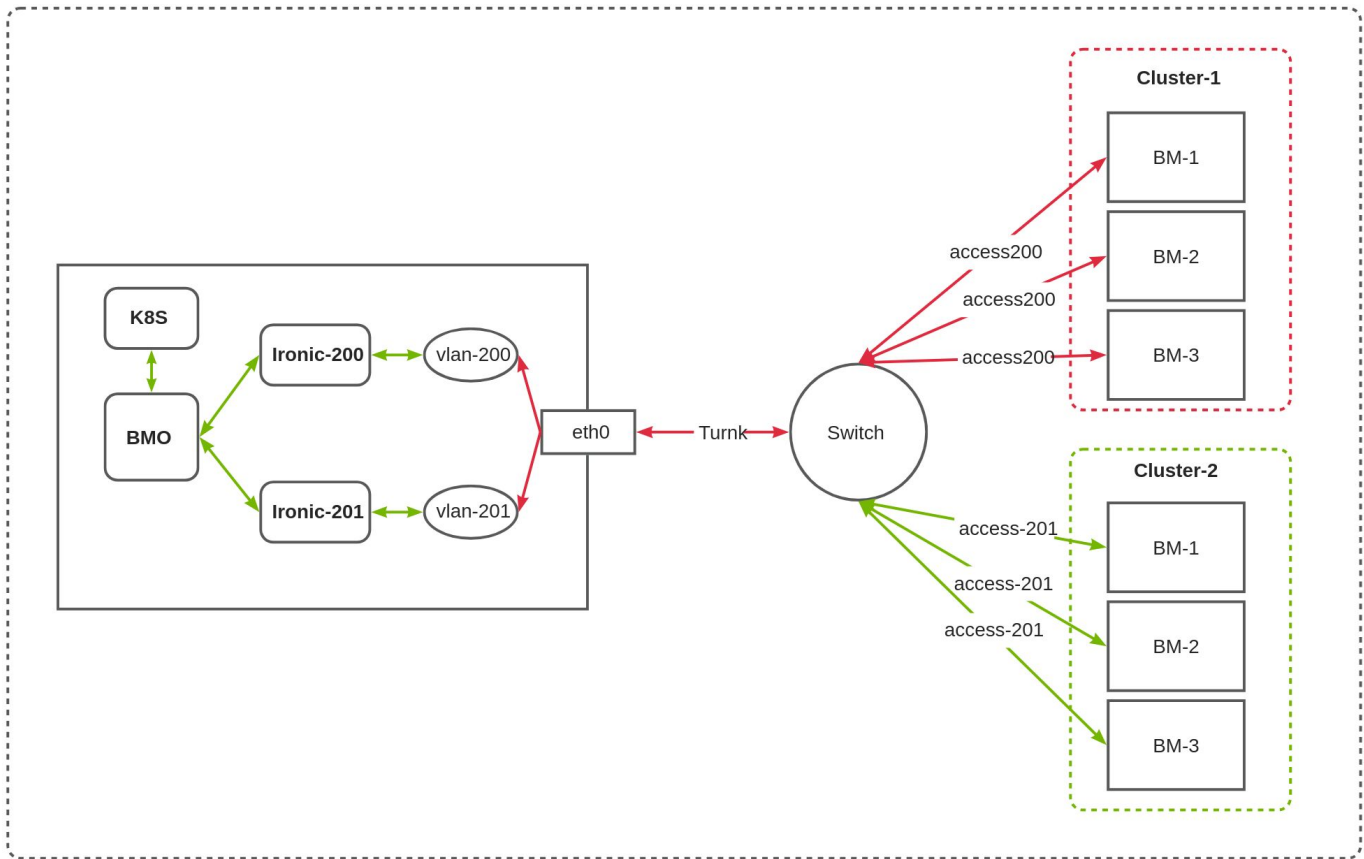 Cluster-1
BM-1
access200
BM-2
access200
K8S
Ironic-200
vlan-200
access200
BM-3
BMO
eth0
Turnk
Switch
Cluster-2
Ironic-201
vlan-201
access-201
BM-1
access-201
access-201
BM-2
BM-3